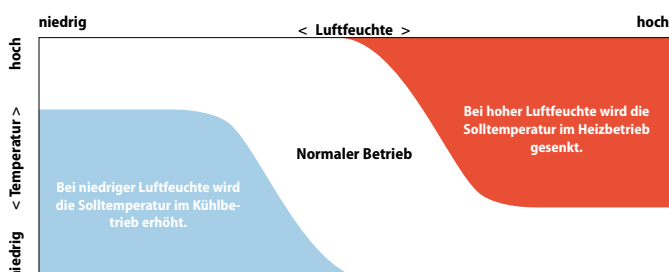 niedrig
< Luftfeuchte >
hoch
hoch
< Temperatur >
niedrig
Bei hoher Luftfeuchte wird die
Solltemperatur im Heizbetrieb
gesenkt.
Normaler Betrieb
Bei niedriger Luftfeuchte wird
die Solltemperatur im Kühlbe-
trieb erhöht.